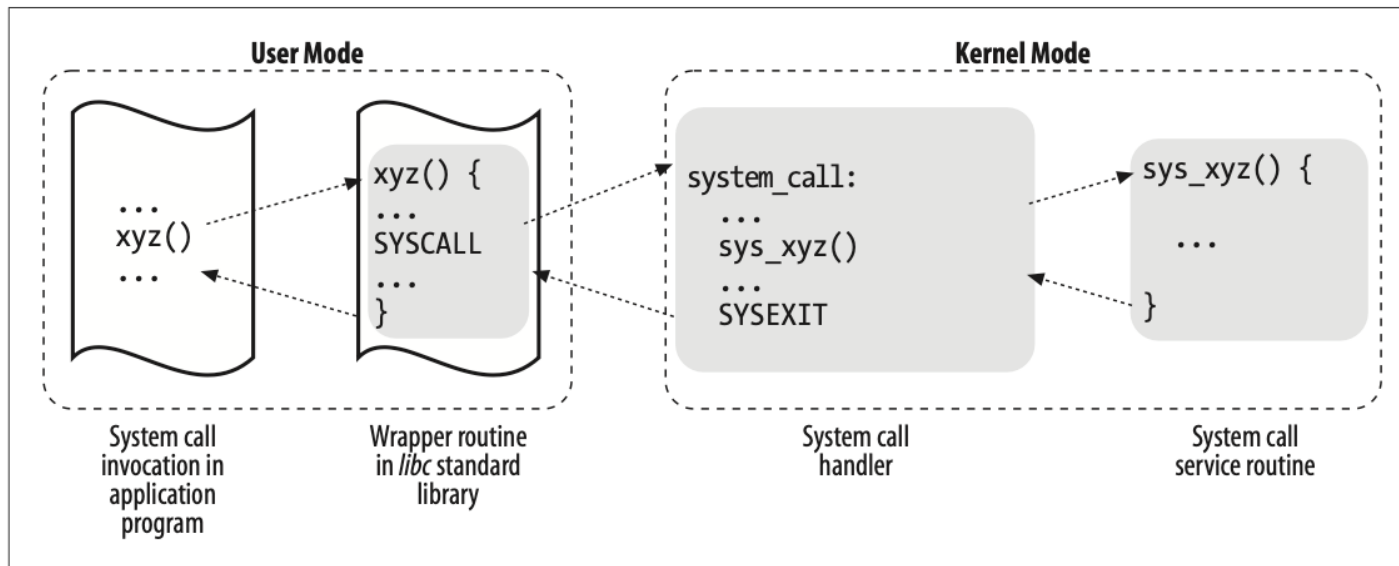 User Mode
Kernel Mode
...
xyz()
...
xyz() {
...
SYSCALL
...
}
system_call:
...
sys_xyz()
...
SYSEXIT
sys_xyz() {
...
}
System call
invocation in
application
program
Wrapper routine
in libc standard
library
System call
handler
System call
service routine